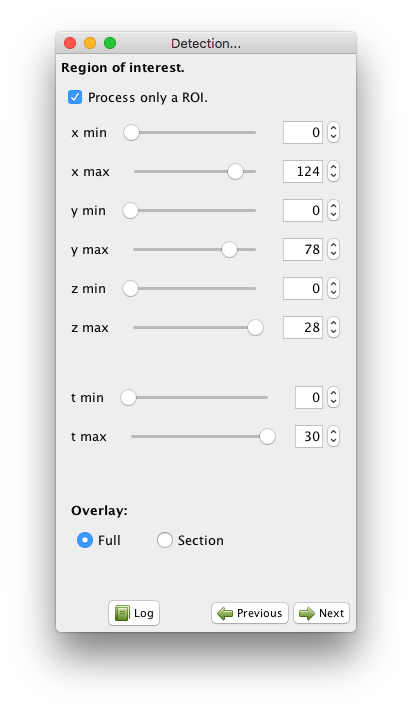 Detection...
Region of interest.
Process only a ROI.
x min 0
x max 124
y min 0
y max 78
z min 0
z max 28
t min 0
t max 30
Overlay:
Full Section
Log Previous Next